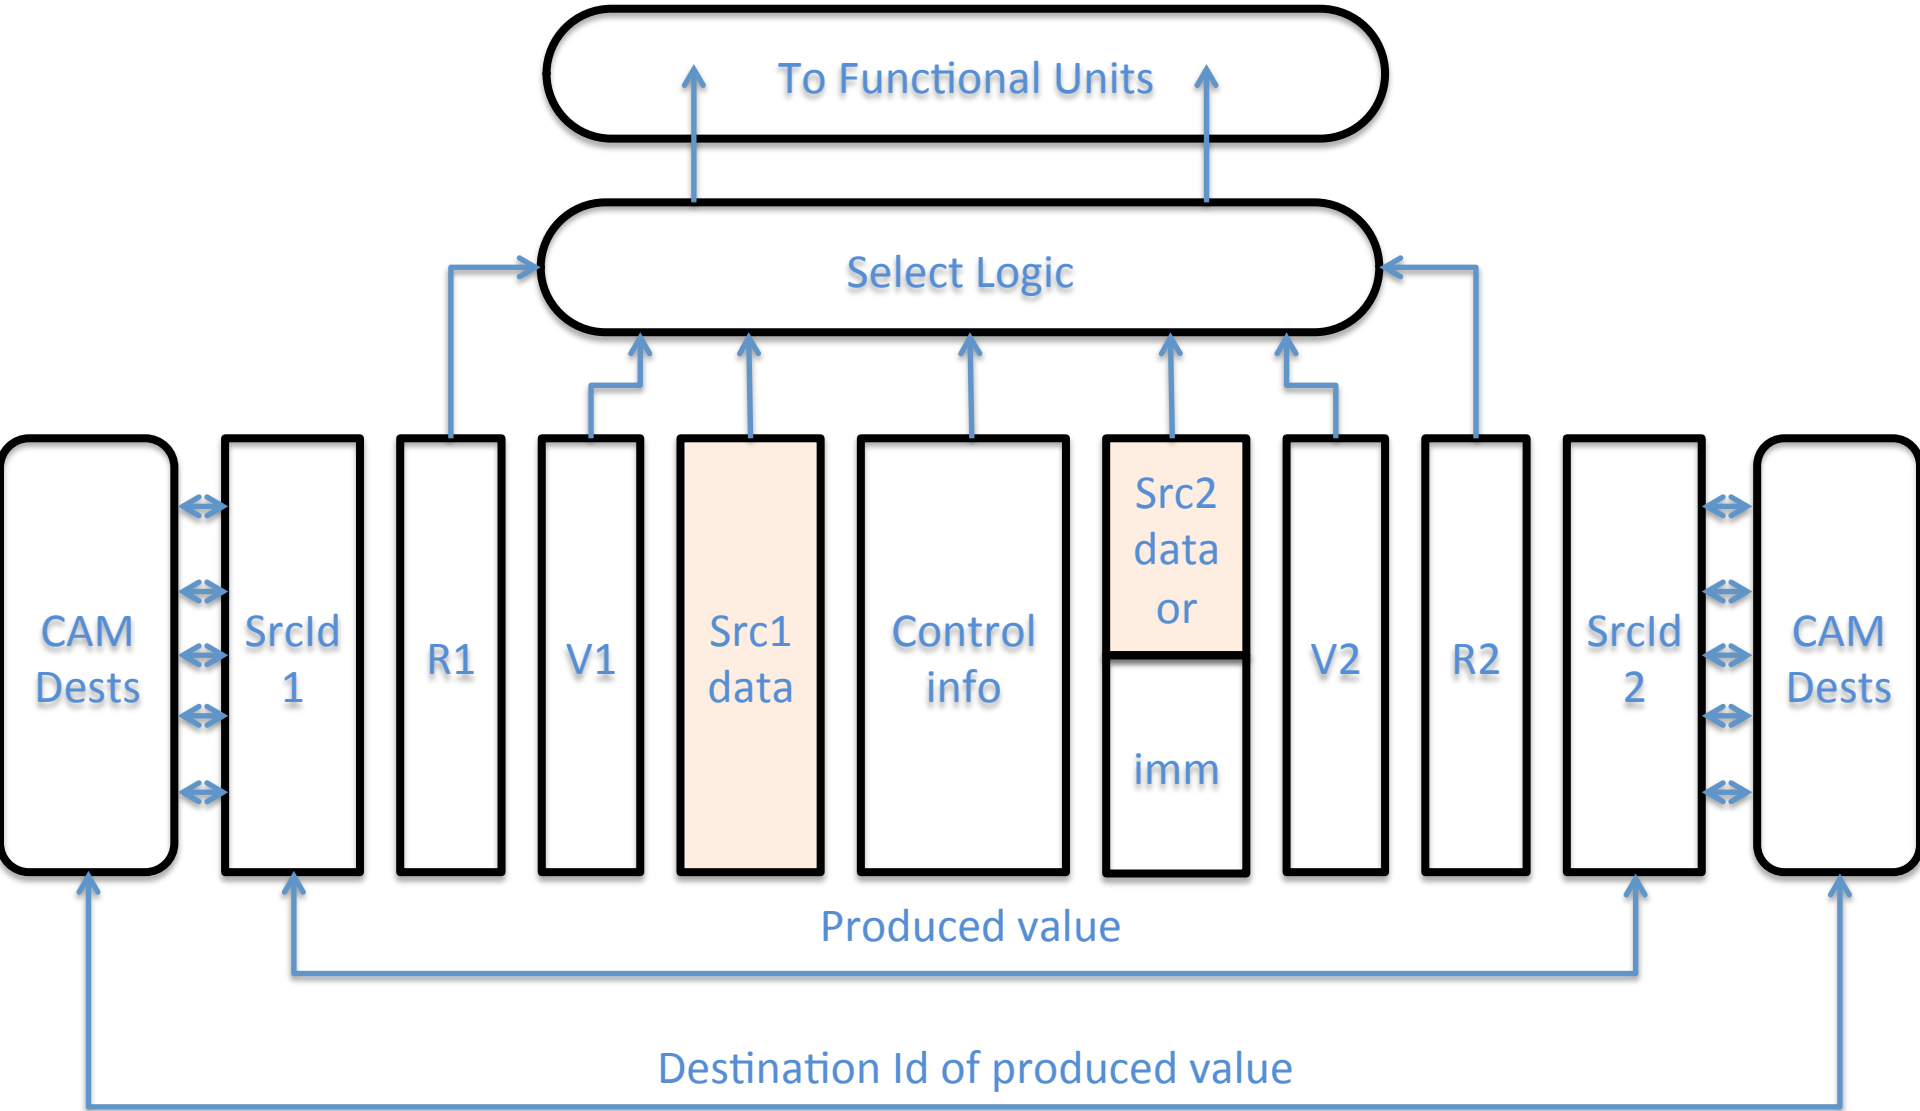 To Functional Units
Select Logic
CAM
Dests
SrcId
1
R1
V1
Src1
data
Control
info
Src2
data
or
imm
V2
R2
SrcId
2
CAM
Dests
Produced value
Destination Id of produced value